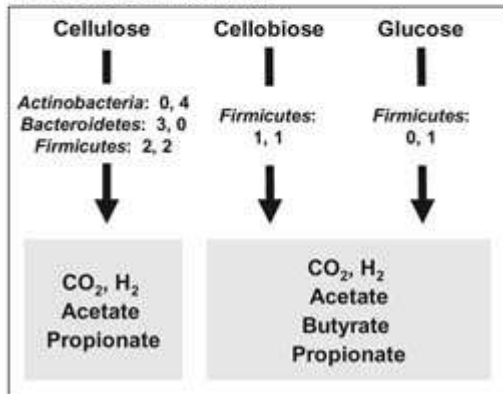 Cellulose
Cellobiose
Glucose
Actinobacteria: 0, 4
Bacteroidetes: 3, 0
Firmicutes: 2, 2
Firmicutes:
1, 1
Firmicutes:
0, 1
CO₂, H₂
Acetate
Propionate
CO₂, H₂
Acetate
Butyrate
Propionate